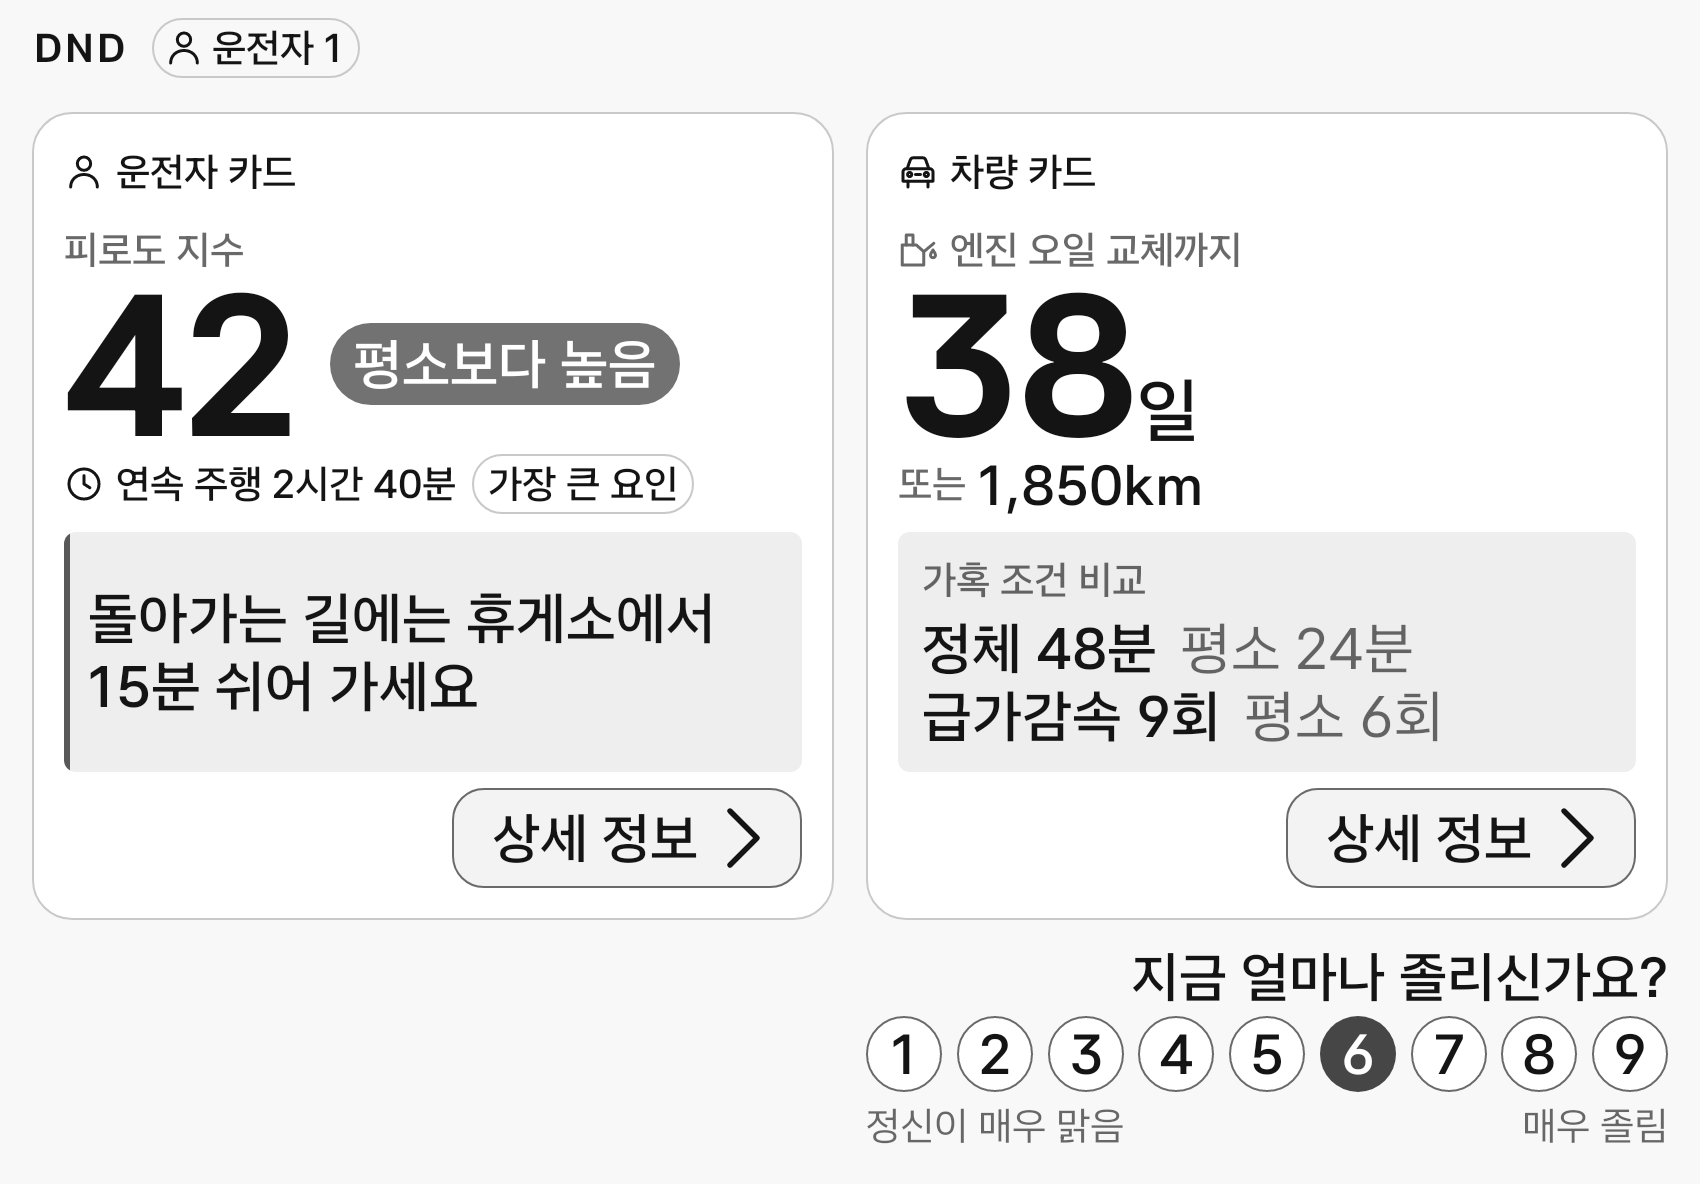 DND 운전자 1
운전자 카드
피로도 지수
42 평소보다 높음
연속 주행 2시간 40분 가장 큰 요인
돌아가는 길에는 휴게소에서
15분 쉬어 가세요
상세 정보
차량 카드
엔진 오일 교체까지
38일
또는 1,850km
가혹 조건 비교
정체 48분 평소 24분
급가감속 9회 평소 6회
상세 정보
지금 얼마나 졸리신가요?
1 2 3 4 5 6 7 8 9
정신이 매우 맑음 매우 졸림